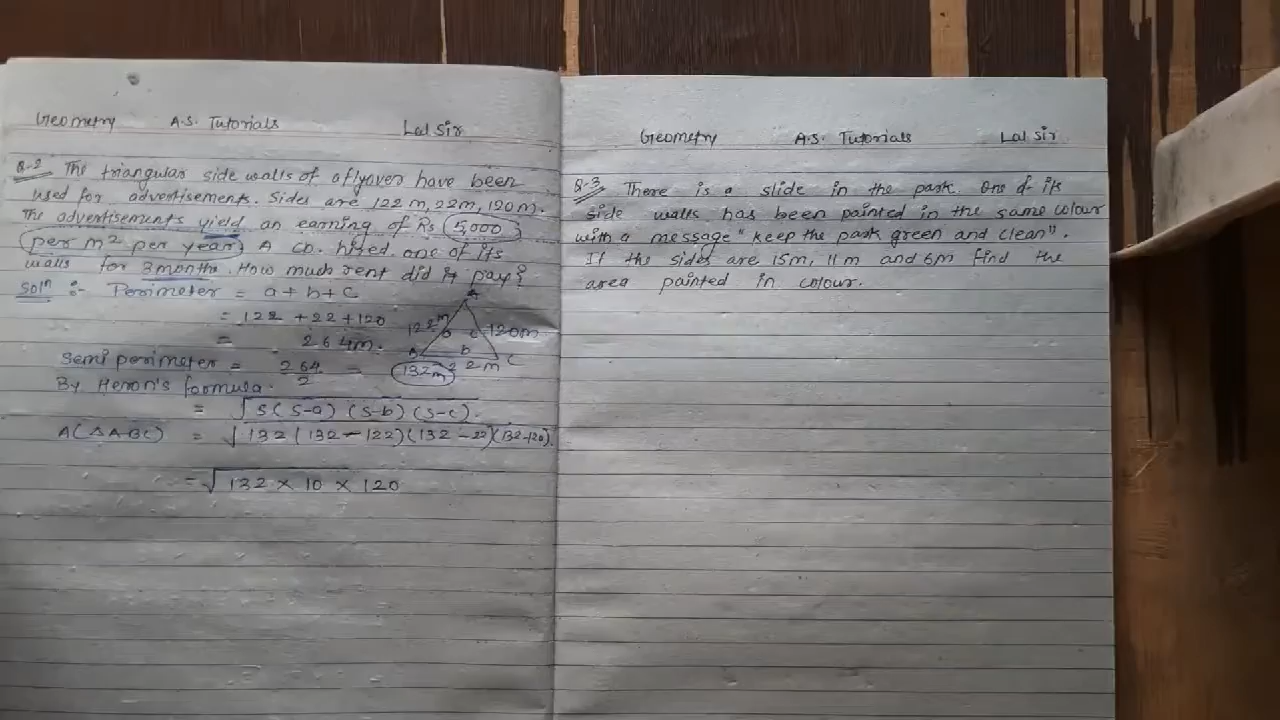 Geometry A.S. Tutorials Lal Sir
Q.2 The triangular side walls of a flyover have been
used for advertisements. Sides are 122 m, 22m, 120 m.
The advertisements yield an earning of Rs 5,000
per m² per year. A co. hired one of its
walls for 3 months. How much rent did it pay?
Soln :- Perimeter = a + b + c
= 122 + 22 + 120
= 264m.
A
122m
120m
B
b
C
22m
Semi perimeter = 264/2 = 132m
By Heron's formula.
= √s(s-a) (s-b) (s-c).
A(△ABC) = √132(132-122)(132-22)(132-120).
= √132 × 10 × 120
Geometry A.S. Tutorials Lal Sir
Q.3 There is a slide in the park. One of its
side walls has been painted in the same colour
with a message "keep the park green and clean".
If the sides are 15m, 11m and 6m find the
area painted in colour.